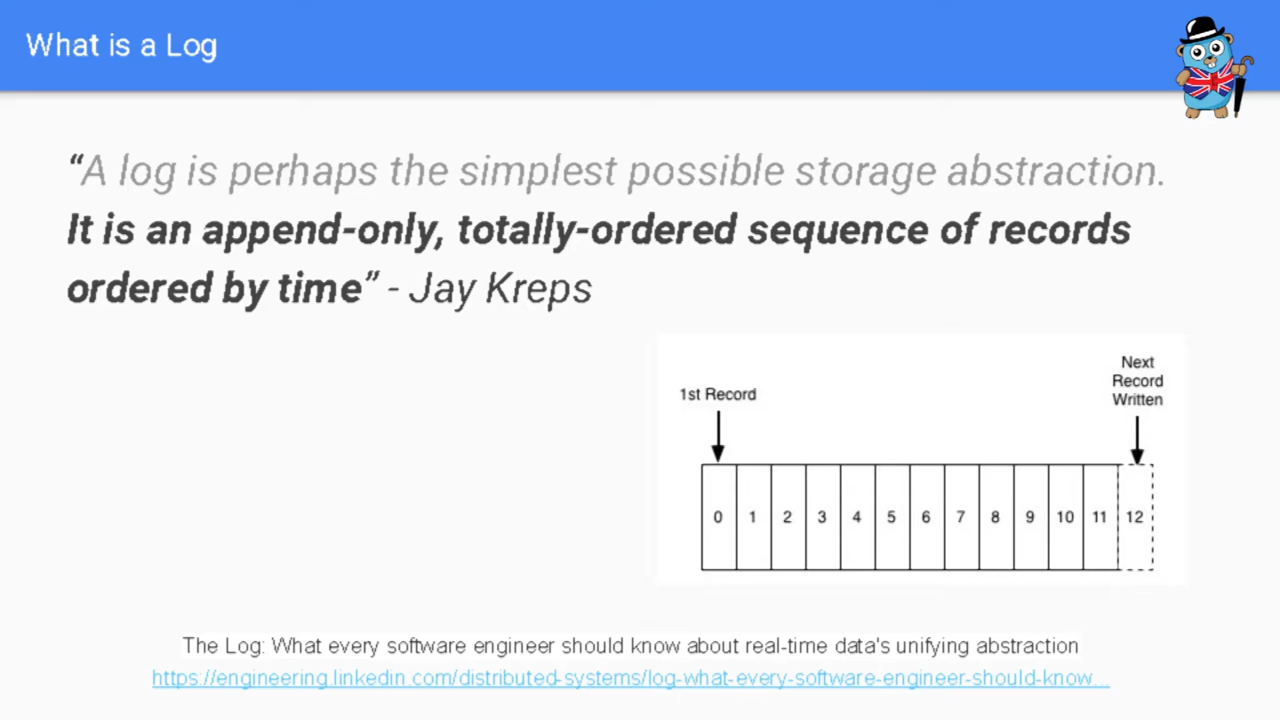 What is a Log
“A log is perhaps the simplest possible storage abstraction.
It is an append-only, totally-ordered sequence of records
ordered by time” - Jay Kreps
1st Record
Next
Record
Written
0 1 2 3 4 5 6 7 8 9 10 11 12
The Log: What every software engineer should know about real-time data's unifying abstraction
https://engineering.linkedin.com/distributed-systems/log-what-every-software-engineer-should-know...